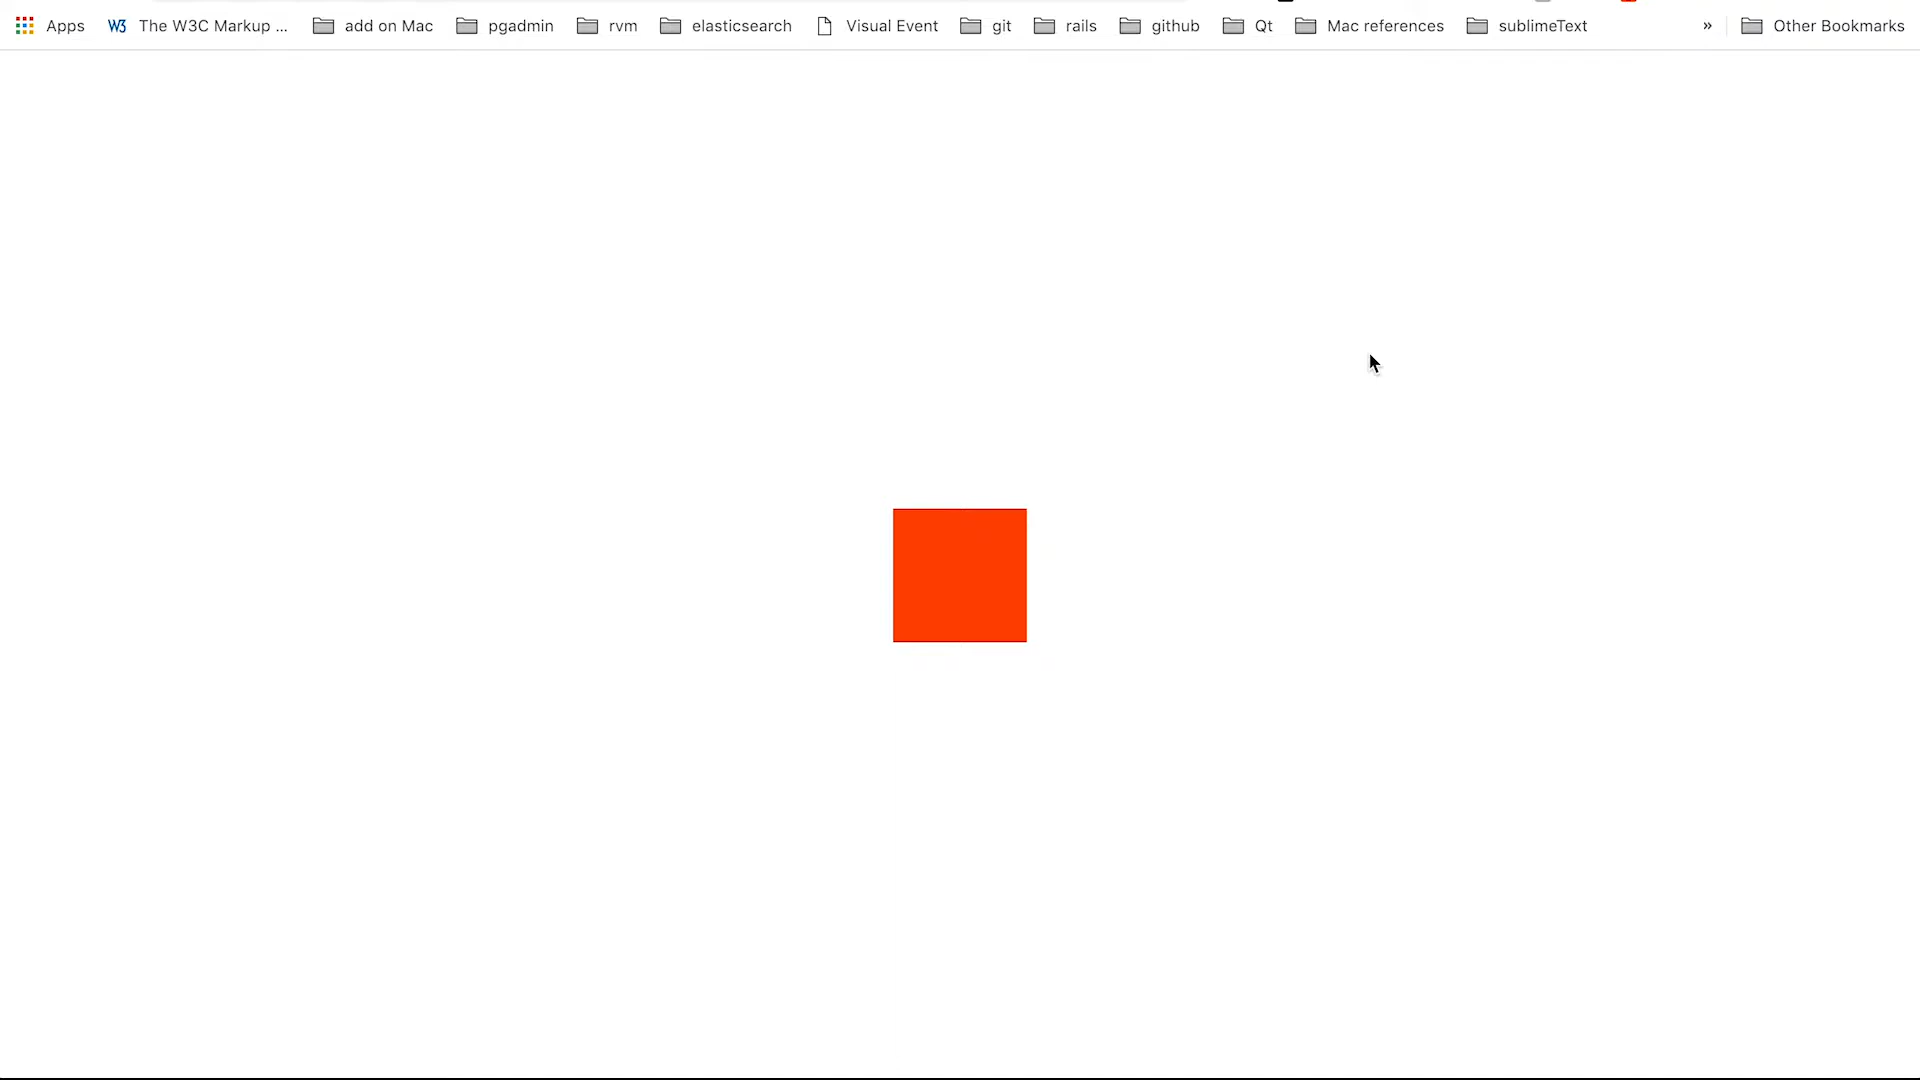 Apps W3 The W3C Markup ... add on Mac pgadmin rvm elasticsearch Visual Event git rails github Qt Mac references sublimeText » Other Bookmarks